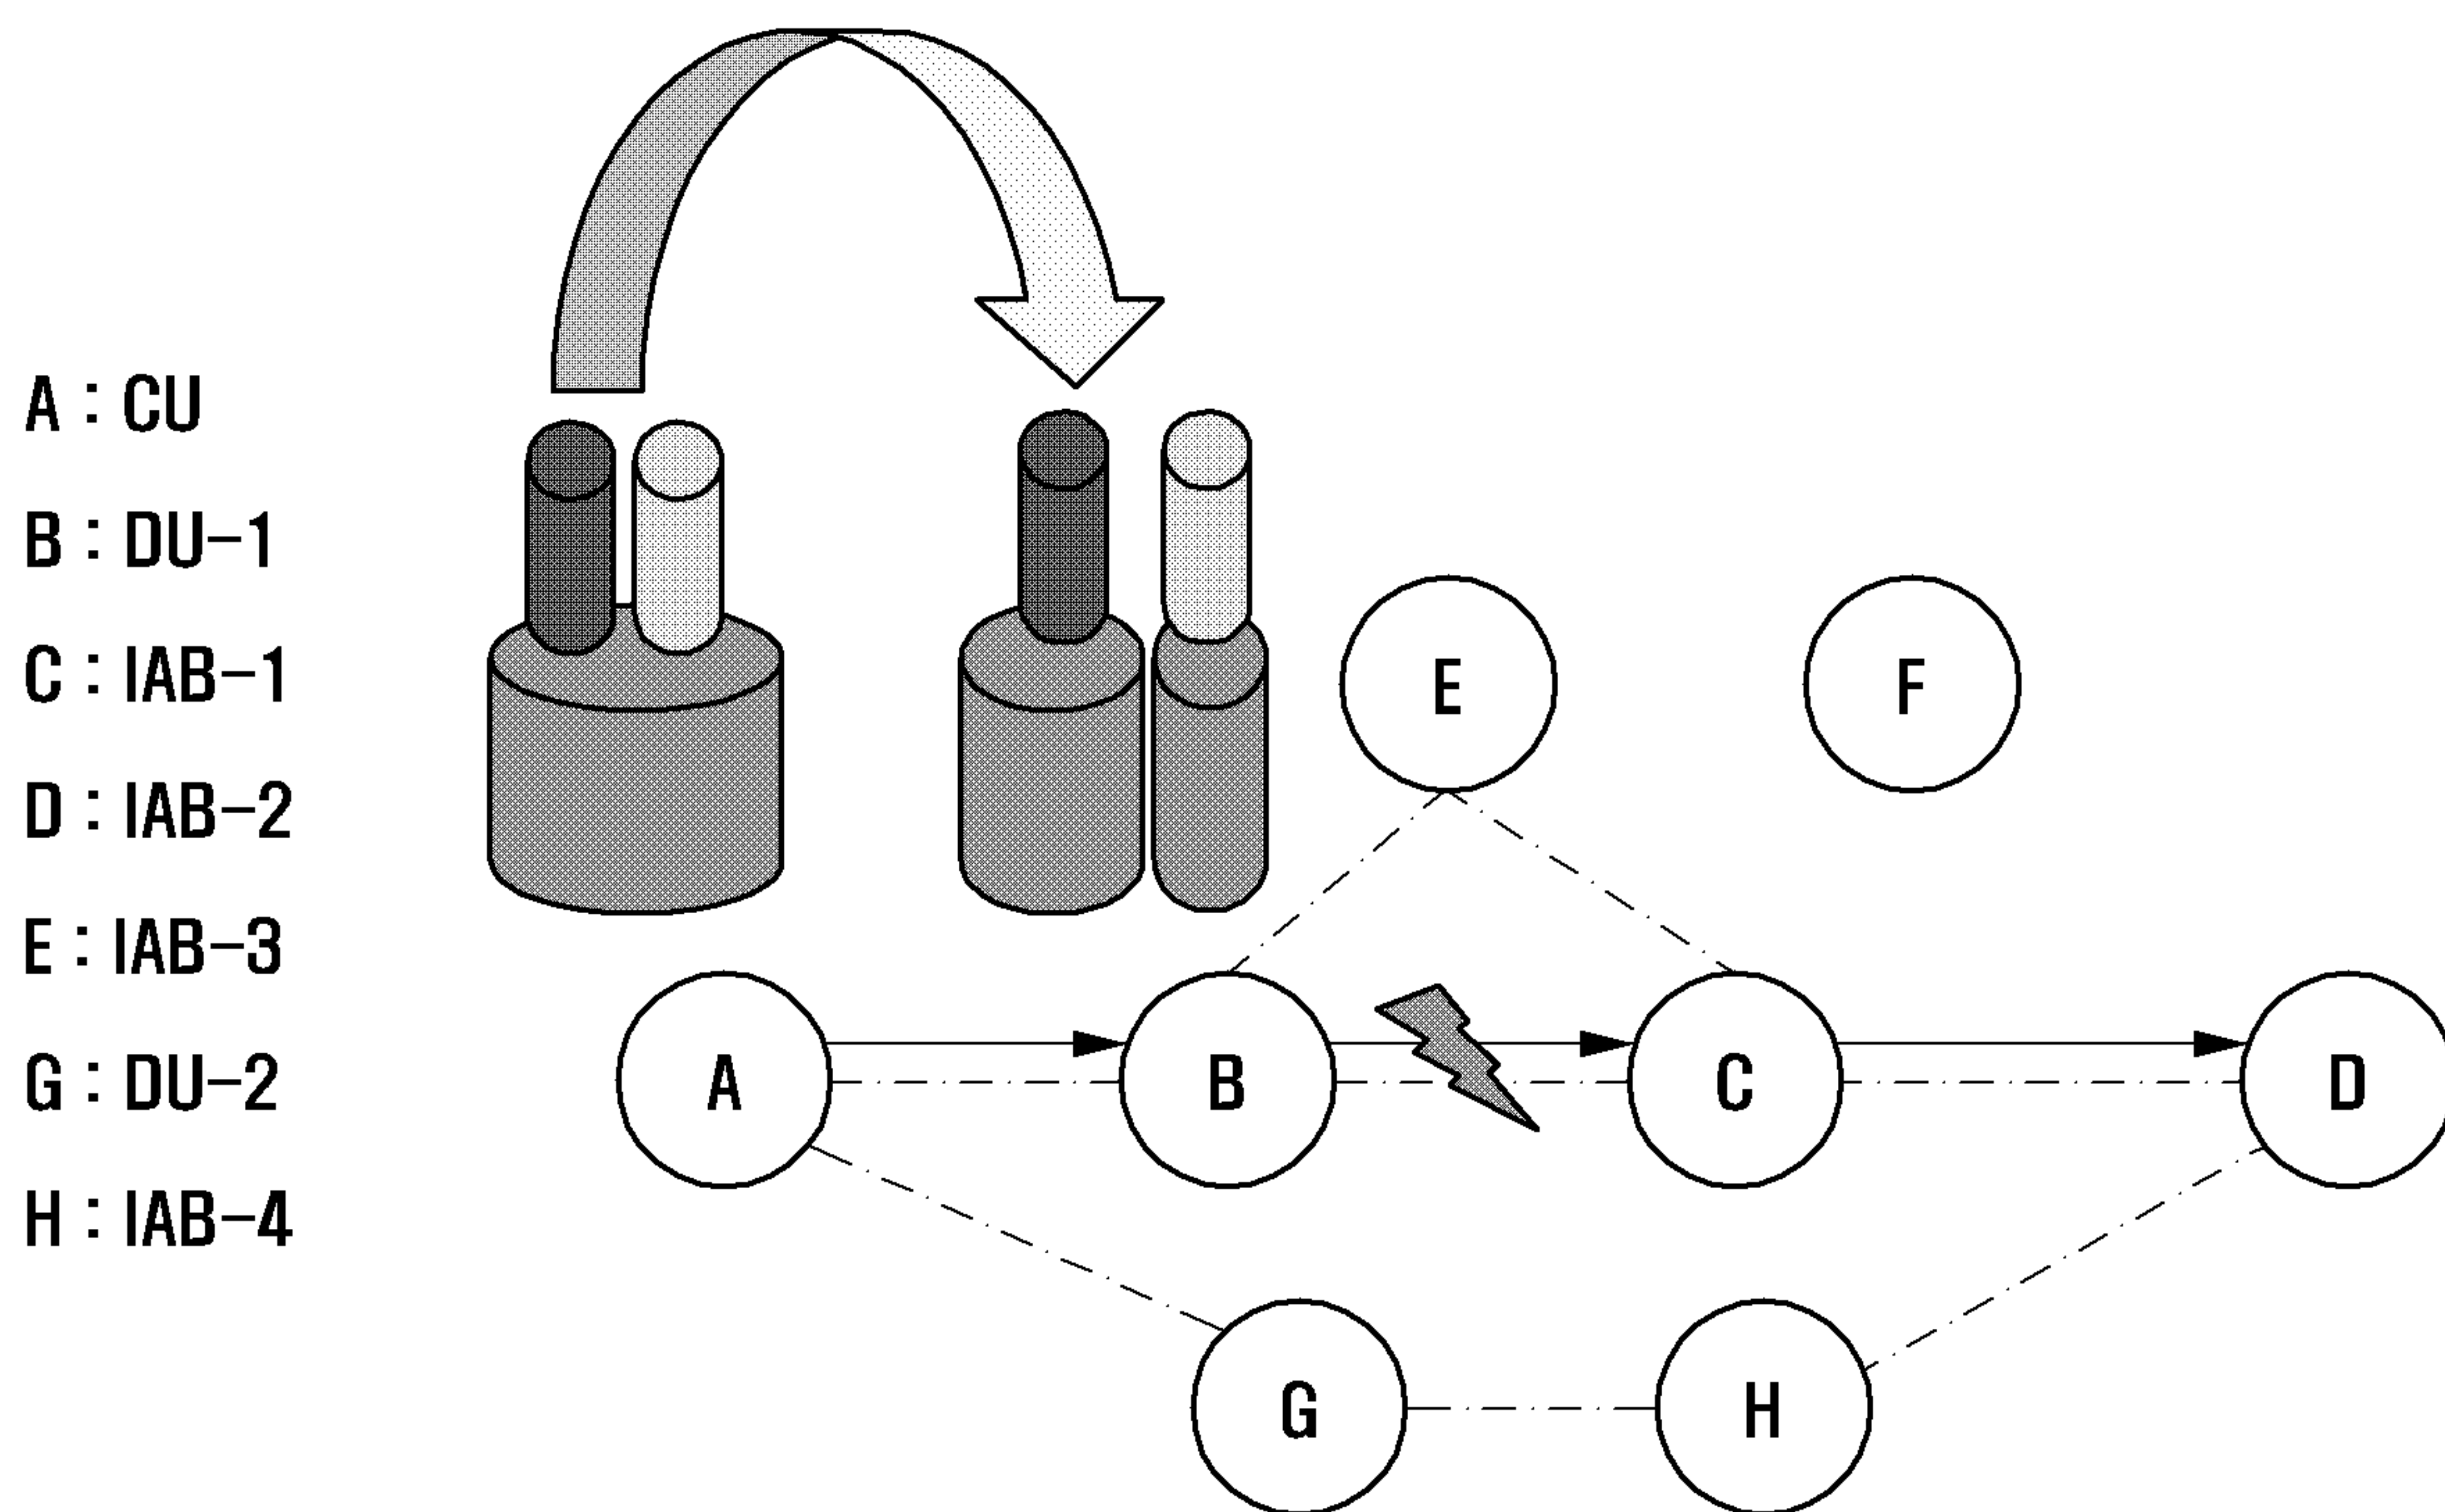 A : CU
B : DU-1
C : IAB-1
D : IAB-2
E : IAB-3
G : DU-2
H : IAB-4
E
F
A
B
C
D
G
H